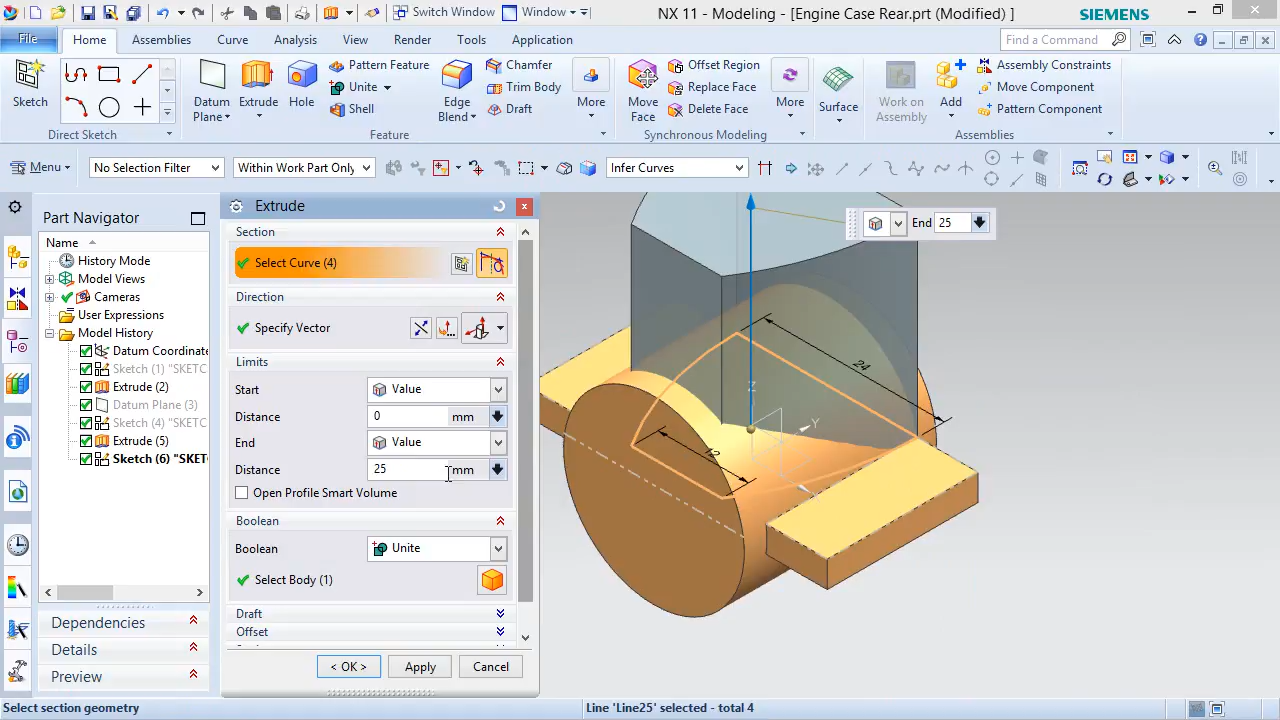 NX 11 - Modeling - [Engine Case Rear.prt (Modified) ]
SIEMENS
Switch Window
Window
File
Home
Assemblies
Curve
Analysis
View
Render
Tools
Application
Find a Command
Sketch
Direct Sketch
Datum
Plane
Extrude
Hole
Pattern Feature
Unite
Shell
Edge
Blend
Chamfer
Trim Body
Draft
More
Feature
Move
Face
Offset Region
Replace Face
Delete Face
More
Synchronous Modeling
Surface
Work on
Assembly
Add
Assembly Constraints
Move Component
Pattern Component
Assemblies
Menu
No Selection Filter
Within Work Part Only
Infer Curves
Part Navigator
Name
History Mode
Model Views
Cameras
User Expressions
Model History
Datum Coordinate
Sketch (1) "SKETC
Extrude (2)
Datum Plane (3)
Sketch (4) "SKETC
Extrude (5)
Sketch (6) "SKETC
Dependencies
Details
Preview
Extrude
Section
Select Curve (4)
Direction
Specify Vector
Limits
Start
Value
Distance
0
mm
End
Value
Distance
25
mm
Open Profile Smart Volume
Boolean
Boolean
Unite
Select Body (1)
Draft
Offset
< OK >
Apply
Cancel
End
25
24
12
Z
Y
Select section geometry
Line 'Line25' selected - total 4